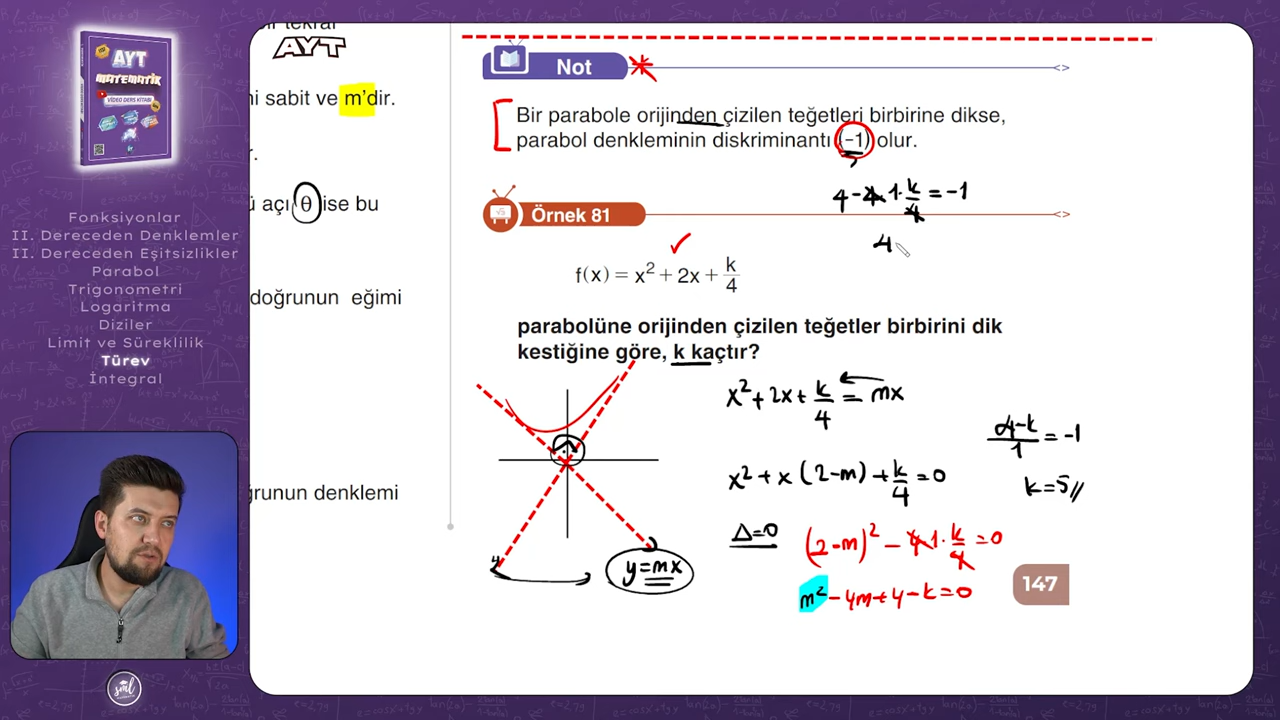 AYT
MATEMATİK
VİDEO DERS KİTABI
Fonksiyonlar
II. Dereceden Denklemler
II. Dereceden Eşitsizlikler
Parabol
Trigonometri
Logaritma
Diziler
Limit ve Süreklilik
Türev
İntegral
sml
AYT
sabit ve m'dir.
açı θ ise bu
doğrunun eğimi
denklemi
Not
Bir parabole orijinden çizilen teğetleri birbirine dikse,
parabol denkleminin diskriminantı (–1) olur.
4 - 4.1.k/4 = -1
4
Örnek 81
f(x) = x² + 2x + k/4
parabolüne orijinden çizilen teğetler birbirini dik
kestiğine göre, k kaçtır?
x² + 2x + k/4 = mx
x² + x(2-m) + k/4 = 0
Δ=0 (2-m)² - 4.1.k/4 = 0
m² - 4m + 4 - k = 0
4-k/1 = -1
k=5//
y=mx
147